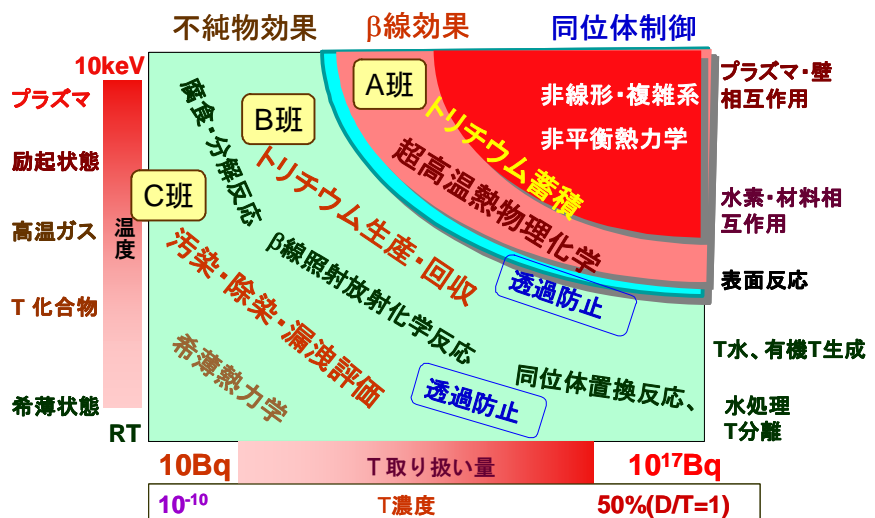 不純物効果 β線効果 同位体制御
10keV
プラズマ
励起状態
高温ガス
T 化合物
希薄状態
RT
温度
A班
B班
C班
腐食・分解反応
トリチウム生産・回収
β線照射放射化学反応
汚染・除染・漏洩評価
希薄熱力学
トリチウム蓄積
超高温熱物理化学
非線形・複雑系
非平衡熱力学
透過防止
透過防止
同位体置換反応、
プラズマ・壁
相互作用
水素・材料相
互作用
表面反応
T水、有機T生成
水処理
T分離
10Bq T 取り扱い量 10¹⁷Bq
10⁻¹⁰ T濃度 50%(D/T=1)